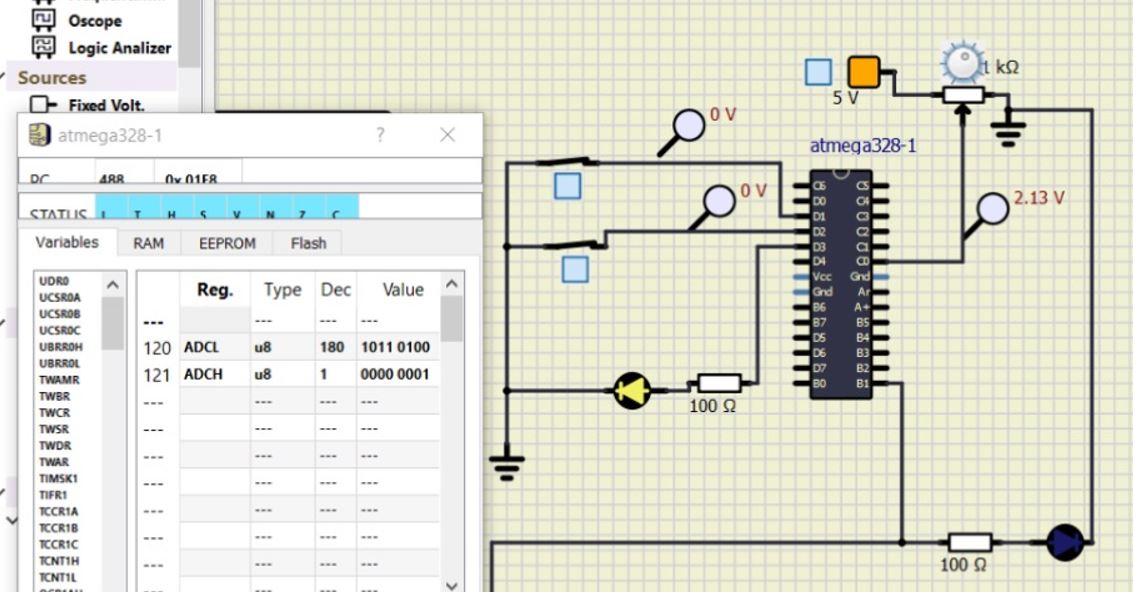 Oscope
Logic Analizer
Sources
Fixed Volt.
atmega328-1 ? ×
PC 488 0x 01E8
STATUS I T H S V N Z C
Variables RAM EEPROM Flash
UDR0
UCSR0A
UCSR0B
UCSR0C
UBRR0H
UBRR0L
TWAMR
TWBR
TWCR
TWSR
TWDR
TWAR
TIMSK1
TIFR1
TCCR1A
TCCR1B
TCCR1C
TCNT1H
TCNT1L
Reg. Type Dec Value
--- --- --- ---
120 ADCL u8 180 1011 0100
121 ADCH u8 1 0000 0001
--- --- --- ---
--- --- --- ---
--- --- --- ---
--- --- --- ---
--- --- --- ---
--- --- --- ---
--- --- --- ---
--- --- --- ---
0 V
0 V
5 V
1 kΩ
2.13 V
atmega328-1
C6 C5
D0 C4
D1 C3
D2 C2
D3 C1
D4 C0
Vcc Gnd
Gnd Ar
B6 A+
B7 B5
D5 B4
D6 B3
D7 B2
B0 B1
100 Ω
100 Ω